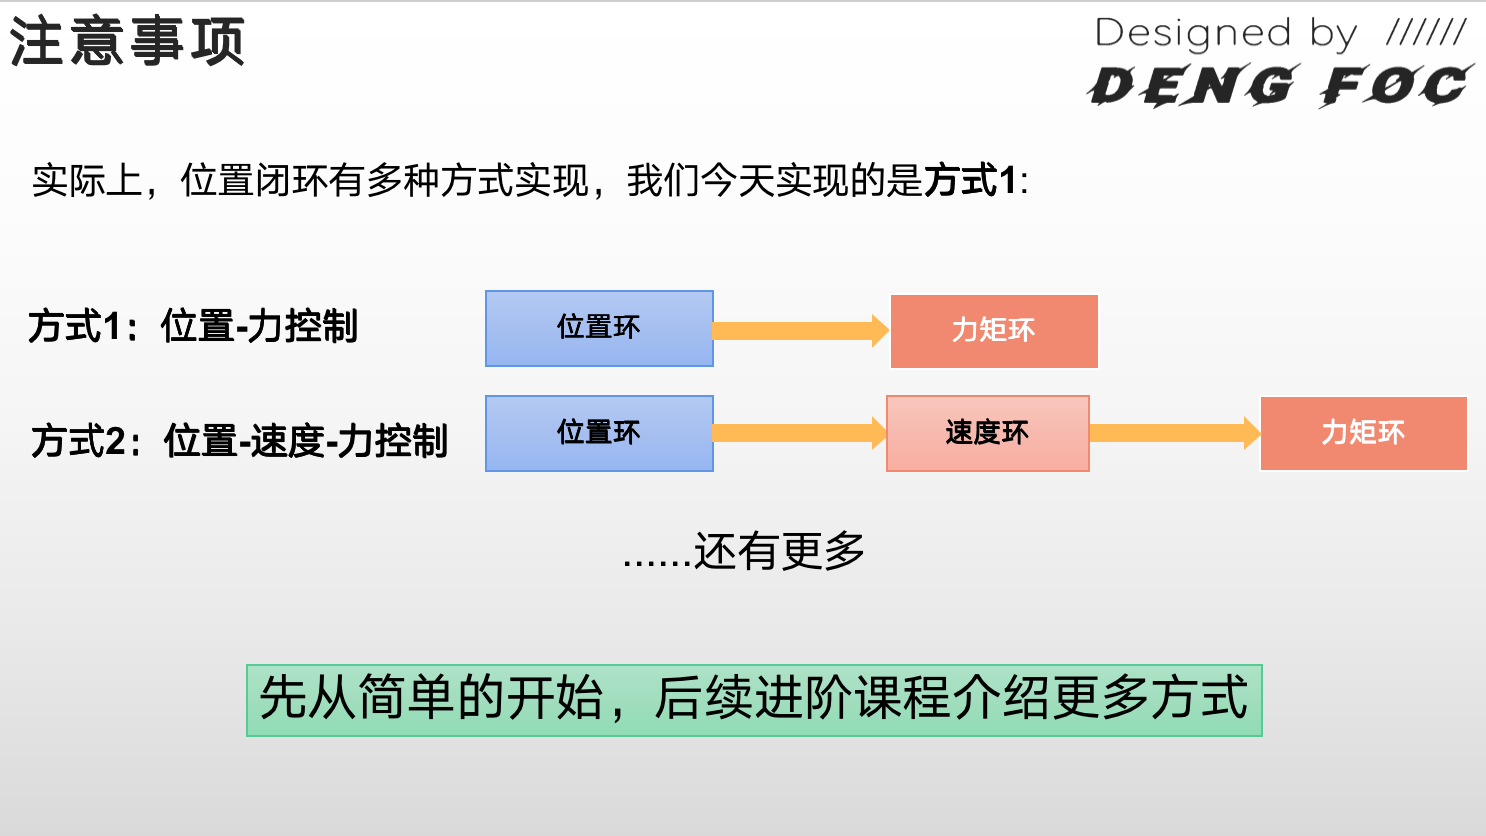 注意事项
Designed by //////
DENG FOC
实际上，位置闭环有多种方式实现，我们今天实现的是方式1:
方式1：位置-力控制
位置环
力矩环
方式2：位置-速度-力控制
位置环
速度环
力矩环
......还有更多
先从简单的开始，后续进阶课程介绍更多方式